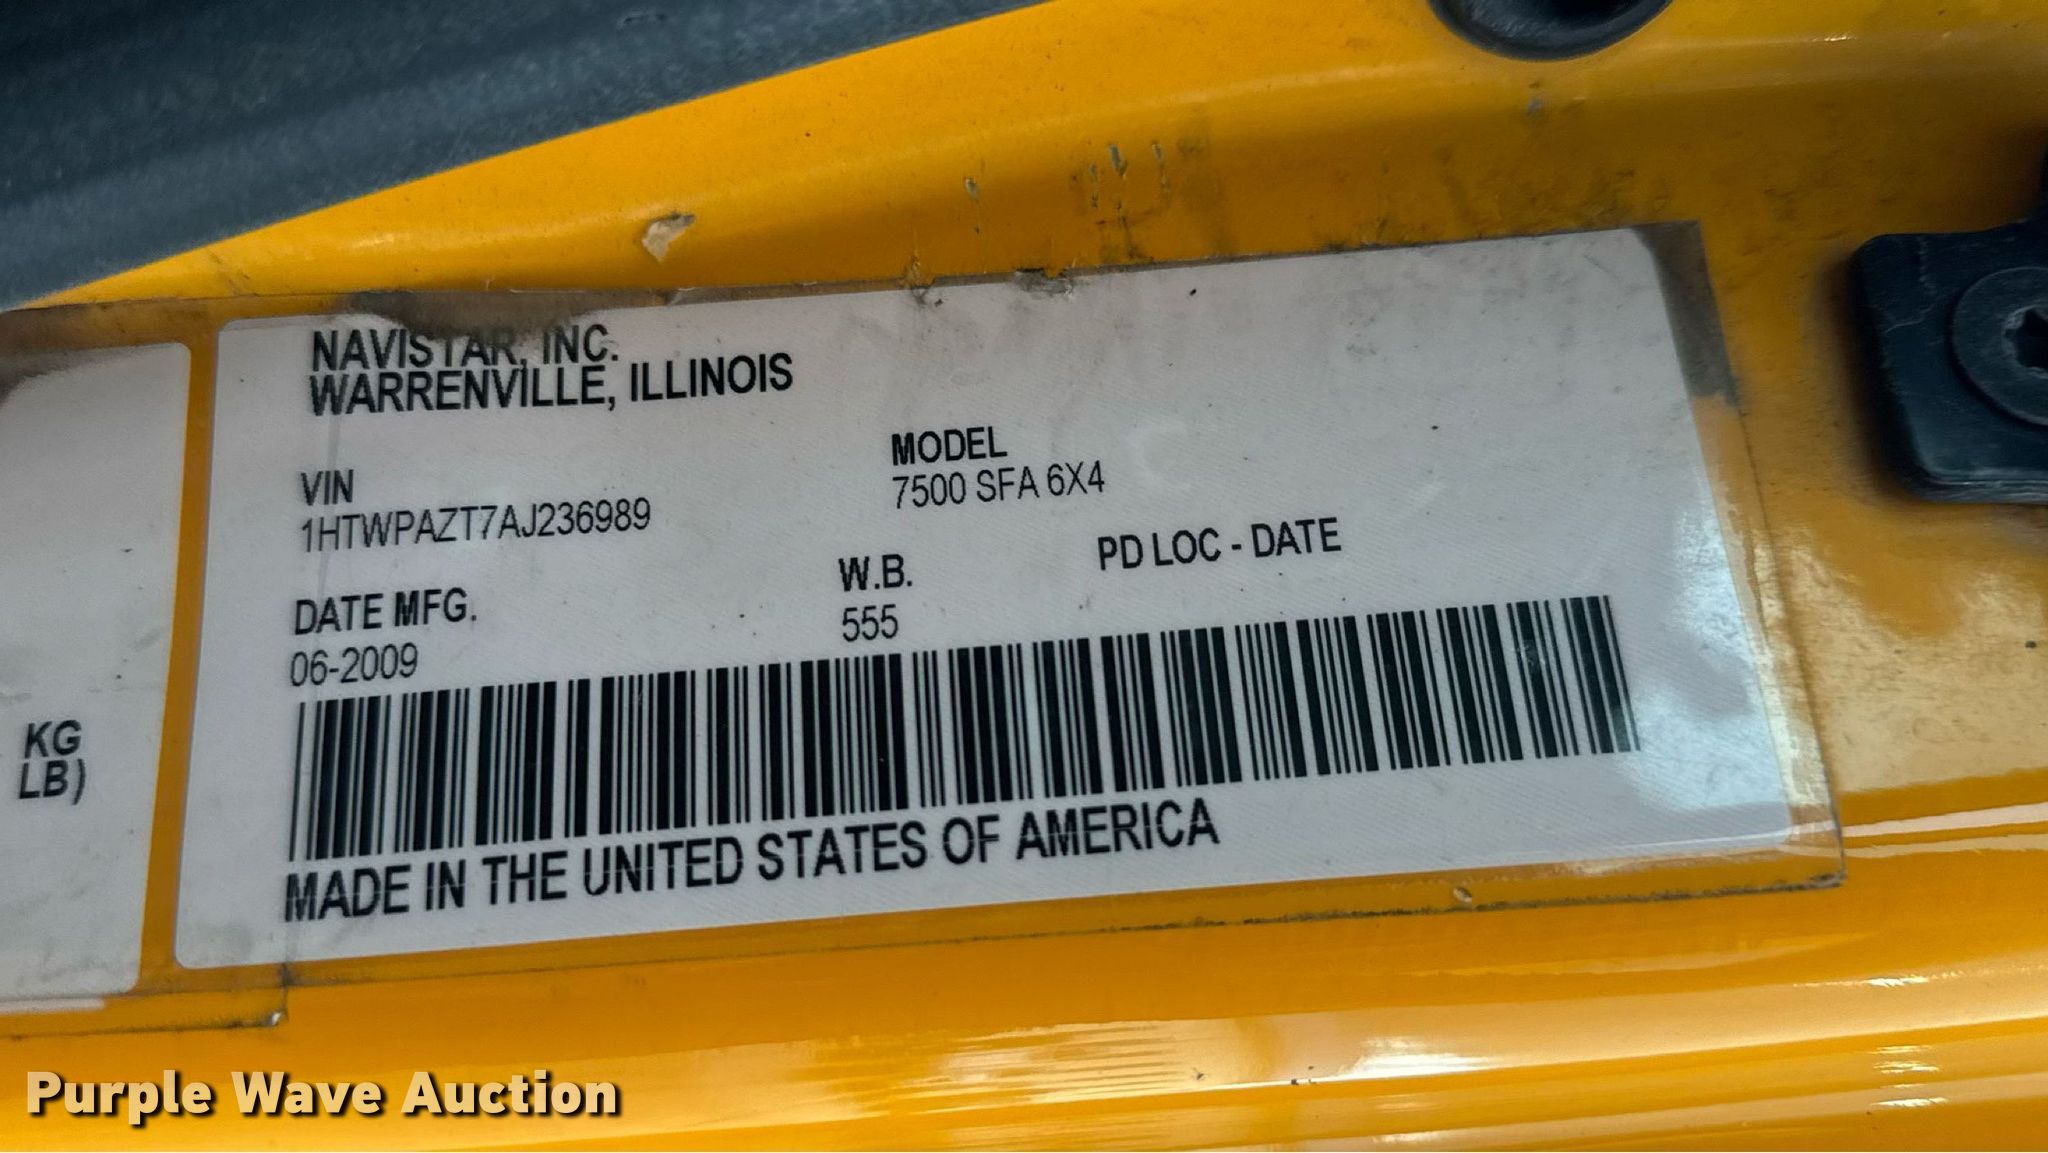 NAVISTAR, INC.
WARRENVILLE, ILLINOIS
VIN
1HTWPAZT7AJ236989
MODEL
7500 SFA 6X4
DATE MFG.
06-2009
W.B.
555
PD LOC - DATE
MADE IN THE UNITED STATES OF AMERICA
KG
LB)
Purple Wave Auction